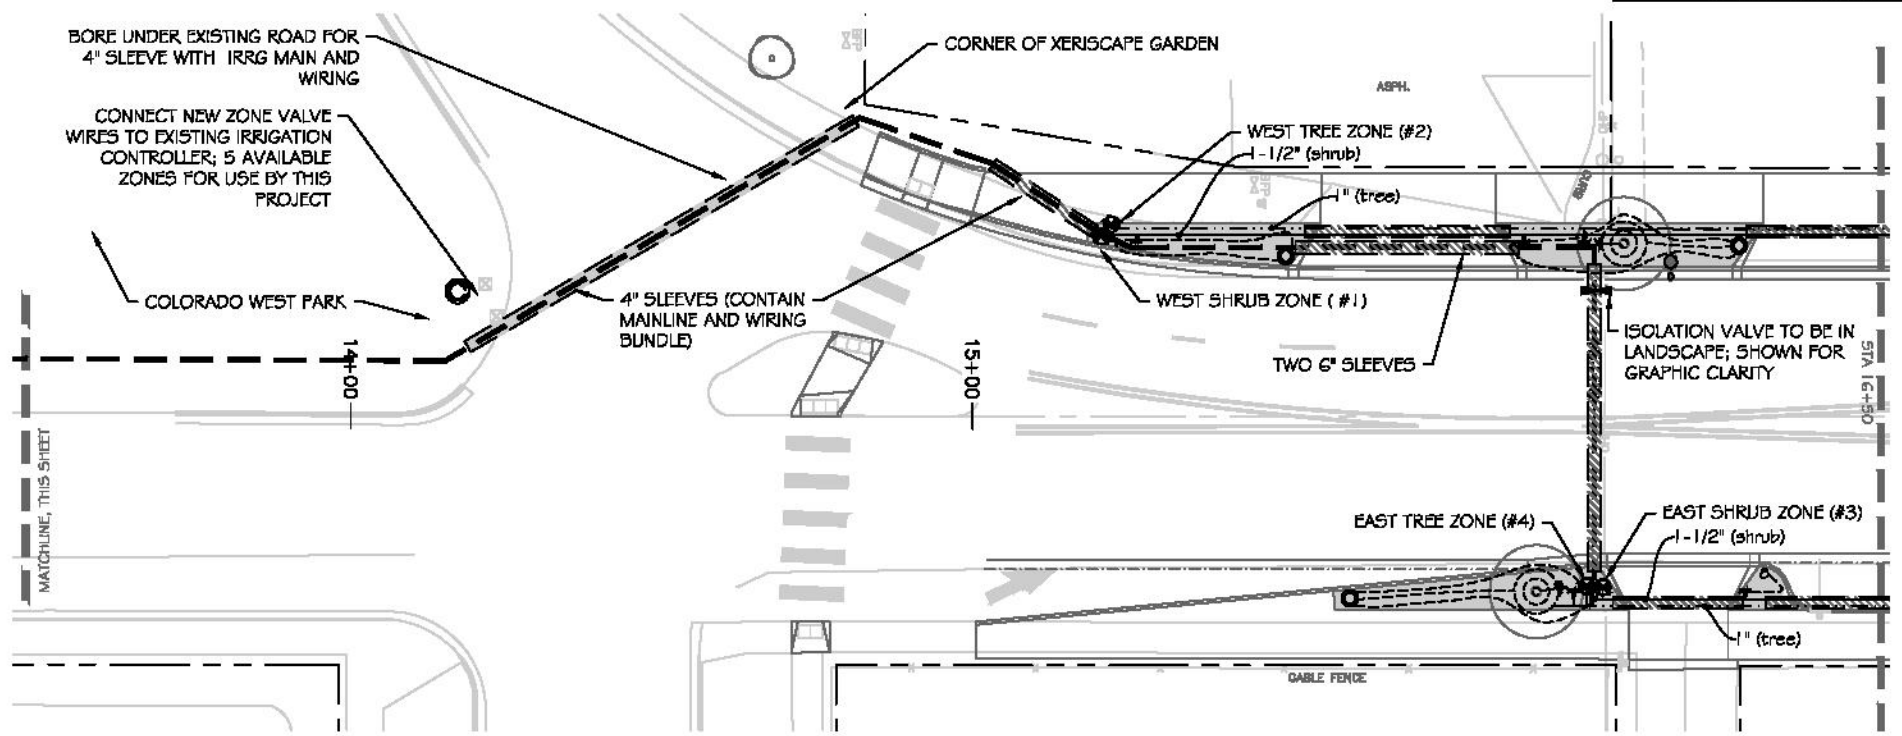 BORE UNDER EXISTING ROAD FOR
4" SLEEVE WITH IRRG MAIN AND
WIRING
CONNECT NEW ZONE VALVE
WIRES TO EXISTING IRRIGATION
CONTROLLER; 5 AVAILABLE
ZONES FOR USE BY THIS
PROJECT
COLORADO WEST PARK
CORNER OF XERISCAPE GARDEN
BFP
ASPH.
WEST TREE ZONE (#2)
1-1/2" (shrub)
1" (tree)
BFP
CURB
OHP
4" SLEEVES (CONTAIN
MAINLINE AND WIRING
BUNDLE)
WEST SHRUB ZONE ( #1)
TWO 6" SLEEVES
ISOLATION VALVE TO BE IN
LANDSCAPE; SHOWN FOR
GRAPHIC CLARITY
14+00
15+00
STA 16+50
MATCHLINE, THIS SHEET
EAST TREE ZONE (#4)
EAST SHRUB ZONE (#3)
1-1/2" (shrub)
1" (tree)
CABLE FENCE